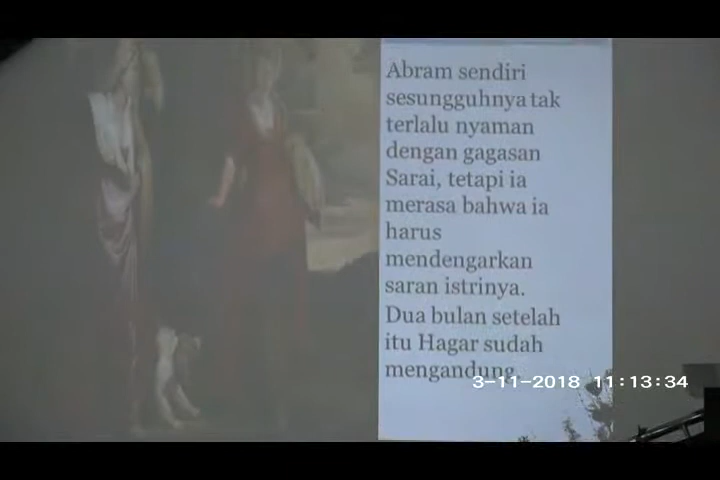 Abram sendiri
sesungguhnya tak
terlalu nyaman
dengan gagasan
Sarai, tetapi ia
merasa bahwa ia
harus
mendengarkan
saran istrinya.
Dua bulan setelah
itu Hagar sudah
mengandung.
3-11-2018 11:13:34